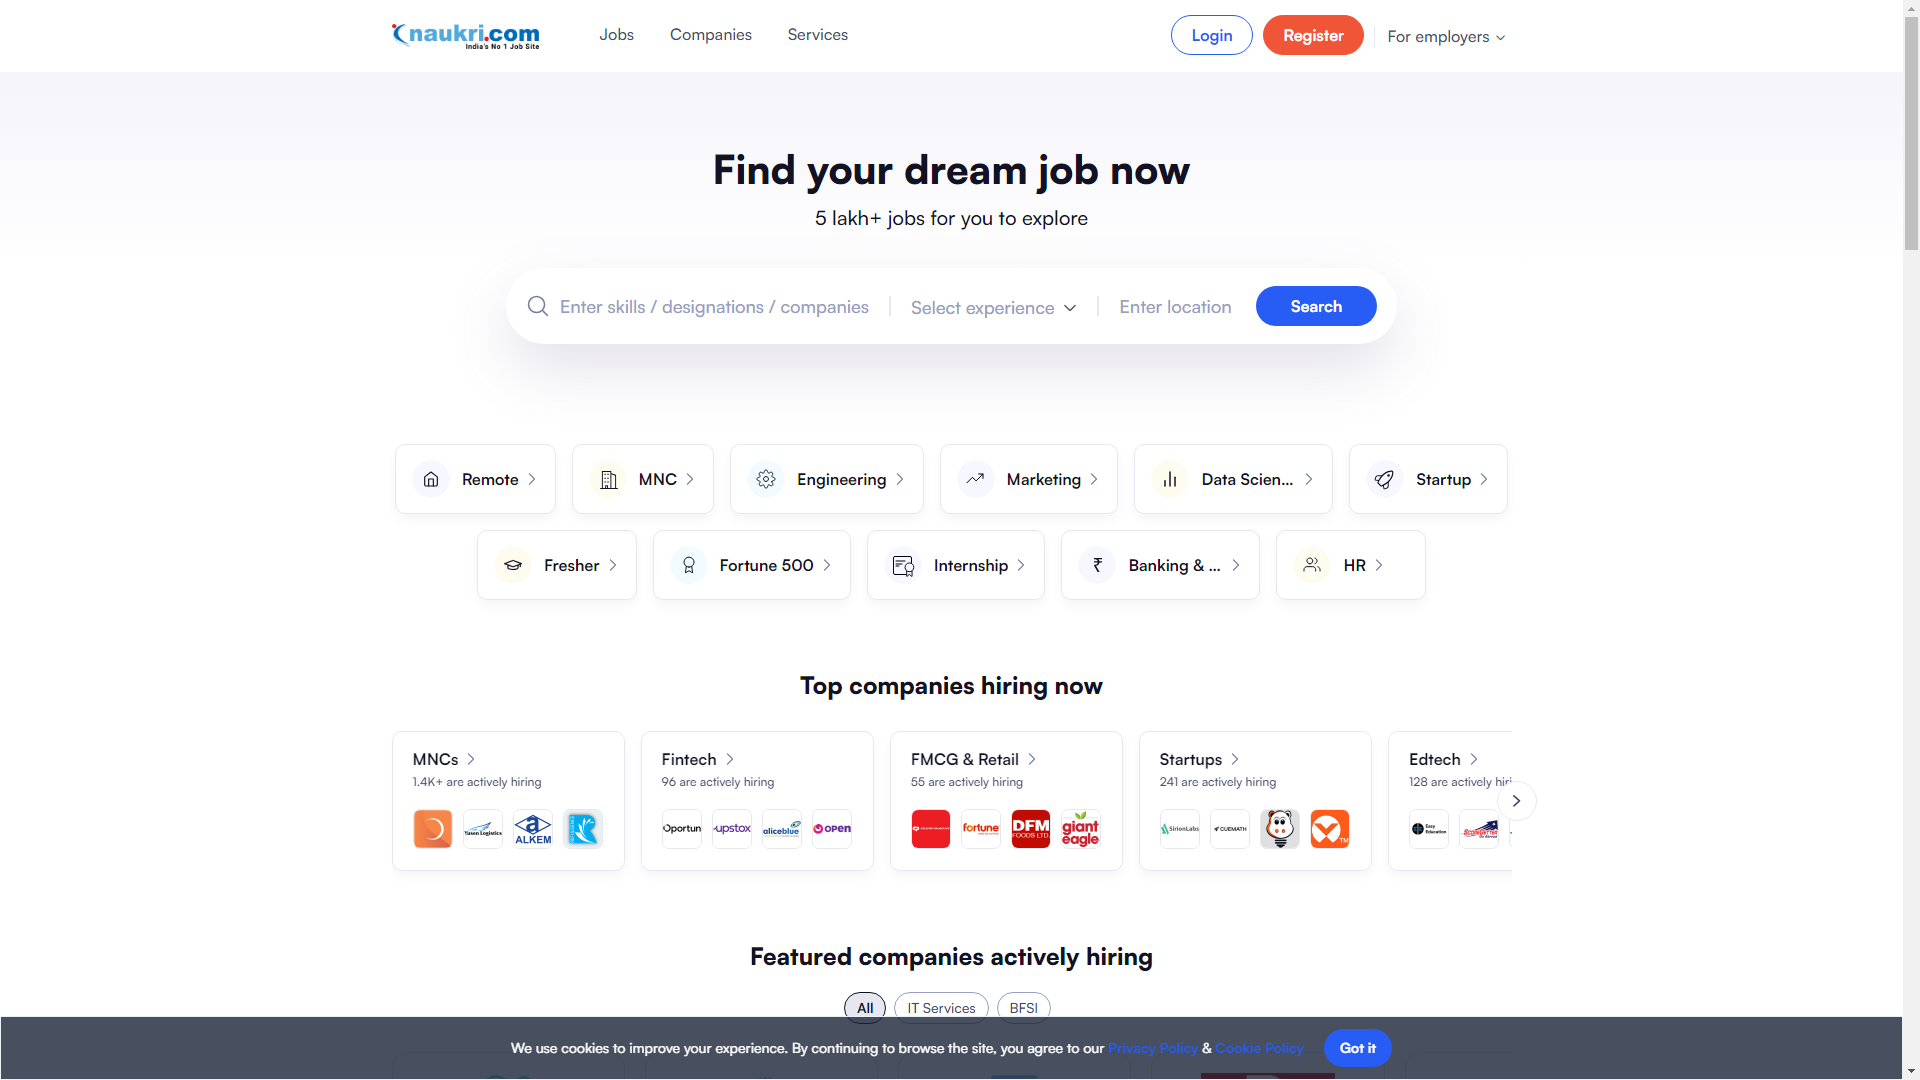 naukri.com
India's No 1 Job Site
Jobs
Companies
Services
Login
Register
For employers
Find your dream job now
5 lakh+ jobs for you to explore
Enter skills / designations / companies
Select experience
Enter location
Search
Remote
MNC
Engineering
Marketing
Data Scien...
Startup
Fresher
Fortune 500
Internship
Banking & ...
HR
Top companies hiring now
MNCs
1.4K+ are actively hiring
Yusen Logistics
ALKEM
Fintech
96 are actively hiring
Oportun
upstox
aliceblue
OPEN
FMCG & Retail
55 are actively hiring
fortune
DFM
FOODS LTD.
giant
eagle
Startups
241 are actively hiring
SirionLabs
CUEMATH
Edtech
128 are actively hiri
Easy
Education
Featured companies actively hiring
All
IT Services
BFSI
We use cookies to improve your experience. By continuing to browse the site, you agree to our Privacy Policy & Cookie Policy
Got it